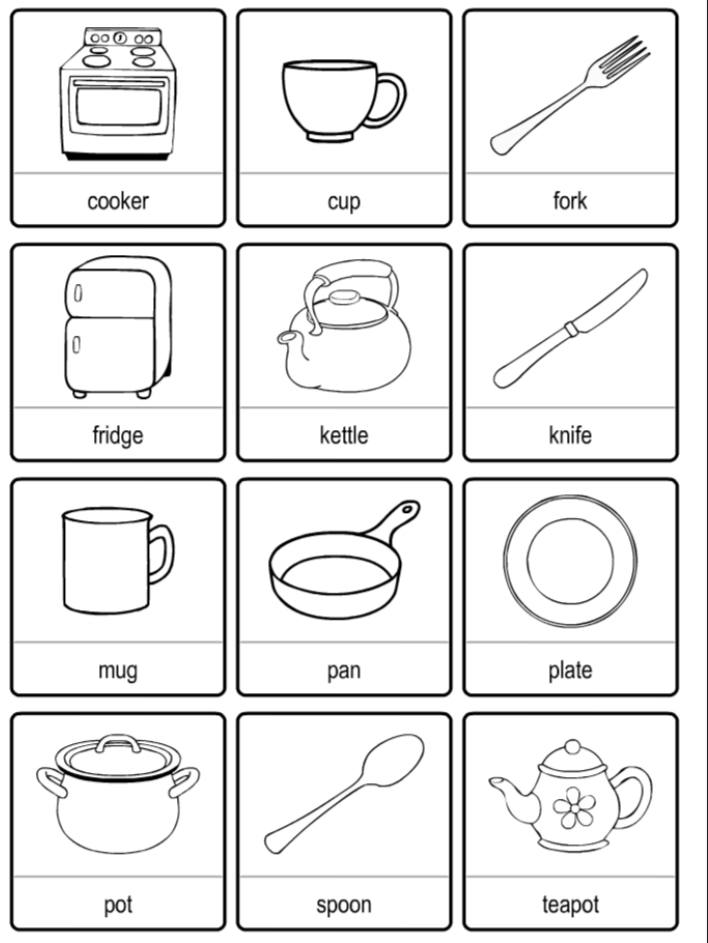 cooker
cup
fork
fridge
kettle
knife
mug
pan
plate
pot
spoon
teapot